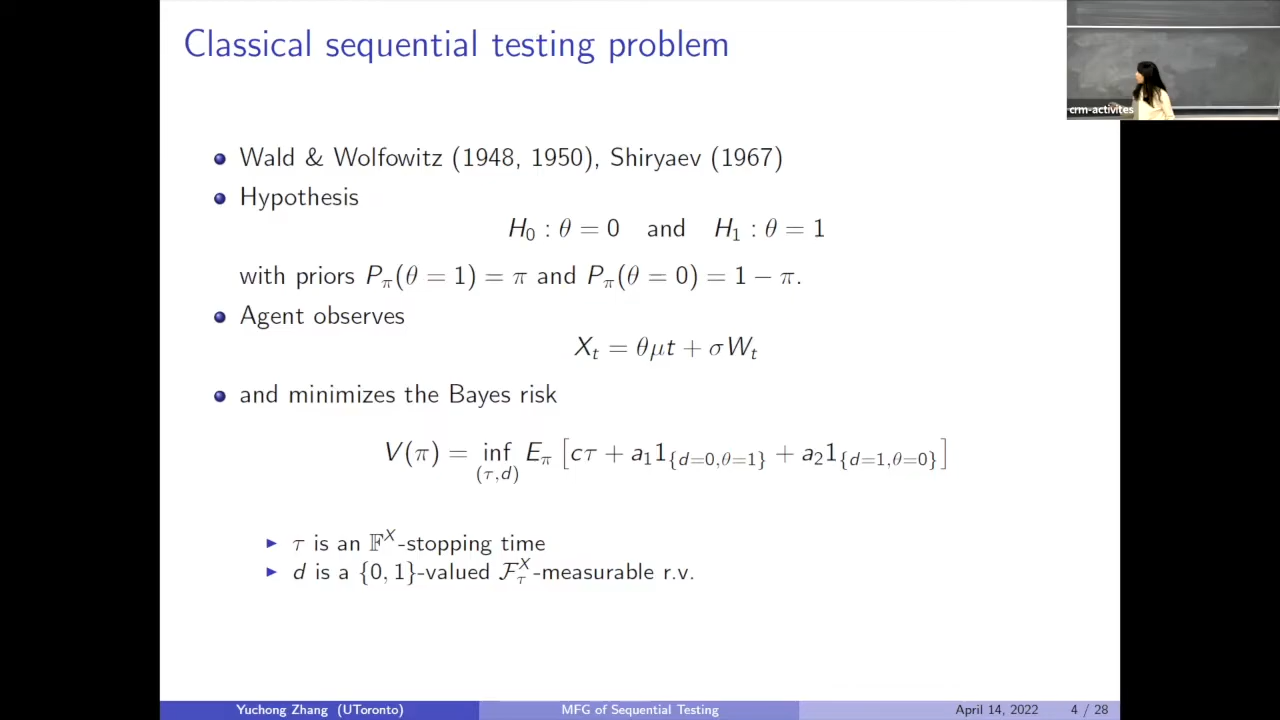 Classical sequential testing problem
crm-activites
Wald & Wolfowitz (1948, 1950), Shiryaev (1967)
Hypothesis
H₀ : θ = 0 and H₁ : θ = 1
with priors P_π(θ = 1) = π and P_π(θ = 0) = 1 − π.
Agent observes
X_t = θμt + σW_t
and minimizes the Bayes risk
V(π) = inf_{(τ,d)} E_π [cτ + a₁1_{{d=0,θ=1}} + a₂1_{{d=1,θ=0}}]
τ is an 𝔽^X-stopping time
d is a {0, 1}-valued ℱ_τ^X-measurable r.v.
Yuchong Zhang (UToronto) MFG of Sequential Testing April 14, 2022 4 / 28